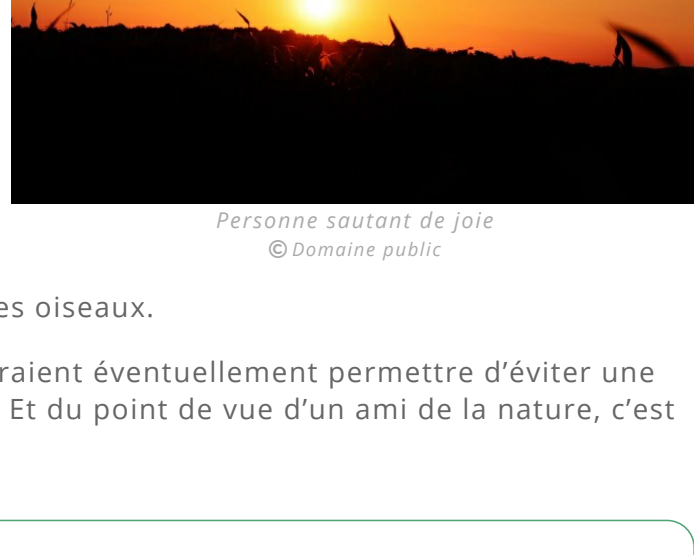 Personne sautant de joie
© Domaine public
es oiseaux.
raient éventuellement permettre d’éviter une
Et du point de vue d’un ami de la nature, c’est